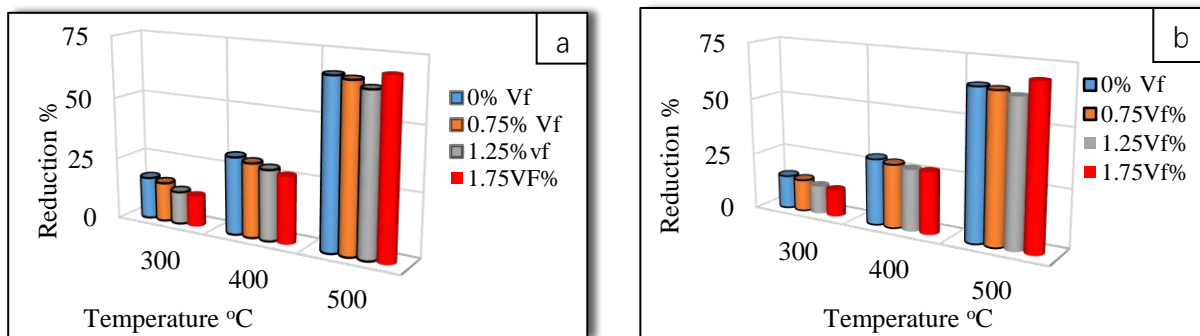 a
75
50
25
0
Reduction %
300
400
500
Temperature ᵒC
0% Vf
0.75% Vf
1.25%vf
1.75VF%
b
75
50
25
0
Reduction %
300
400
500
Temperature ᵒC
0% Vf
0.75Vf%
1.25Vf%
1.75Vf%